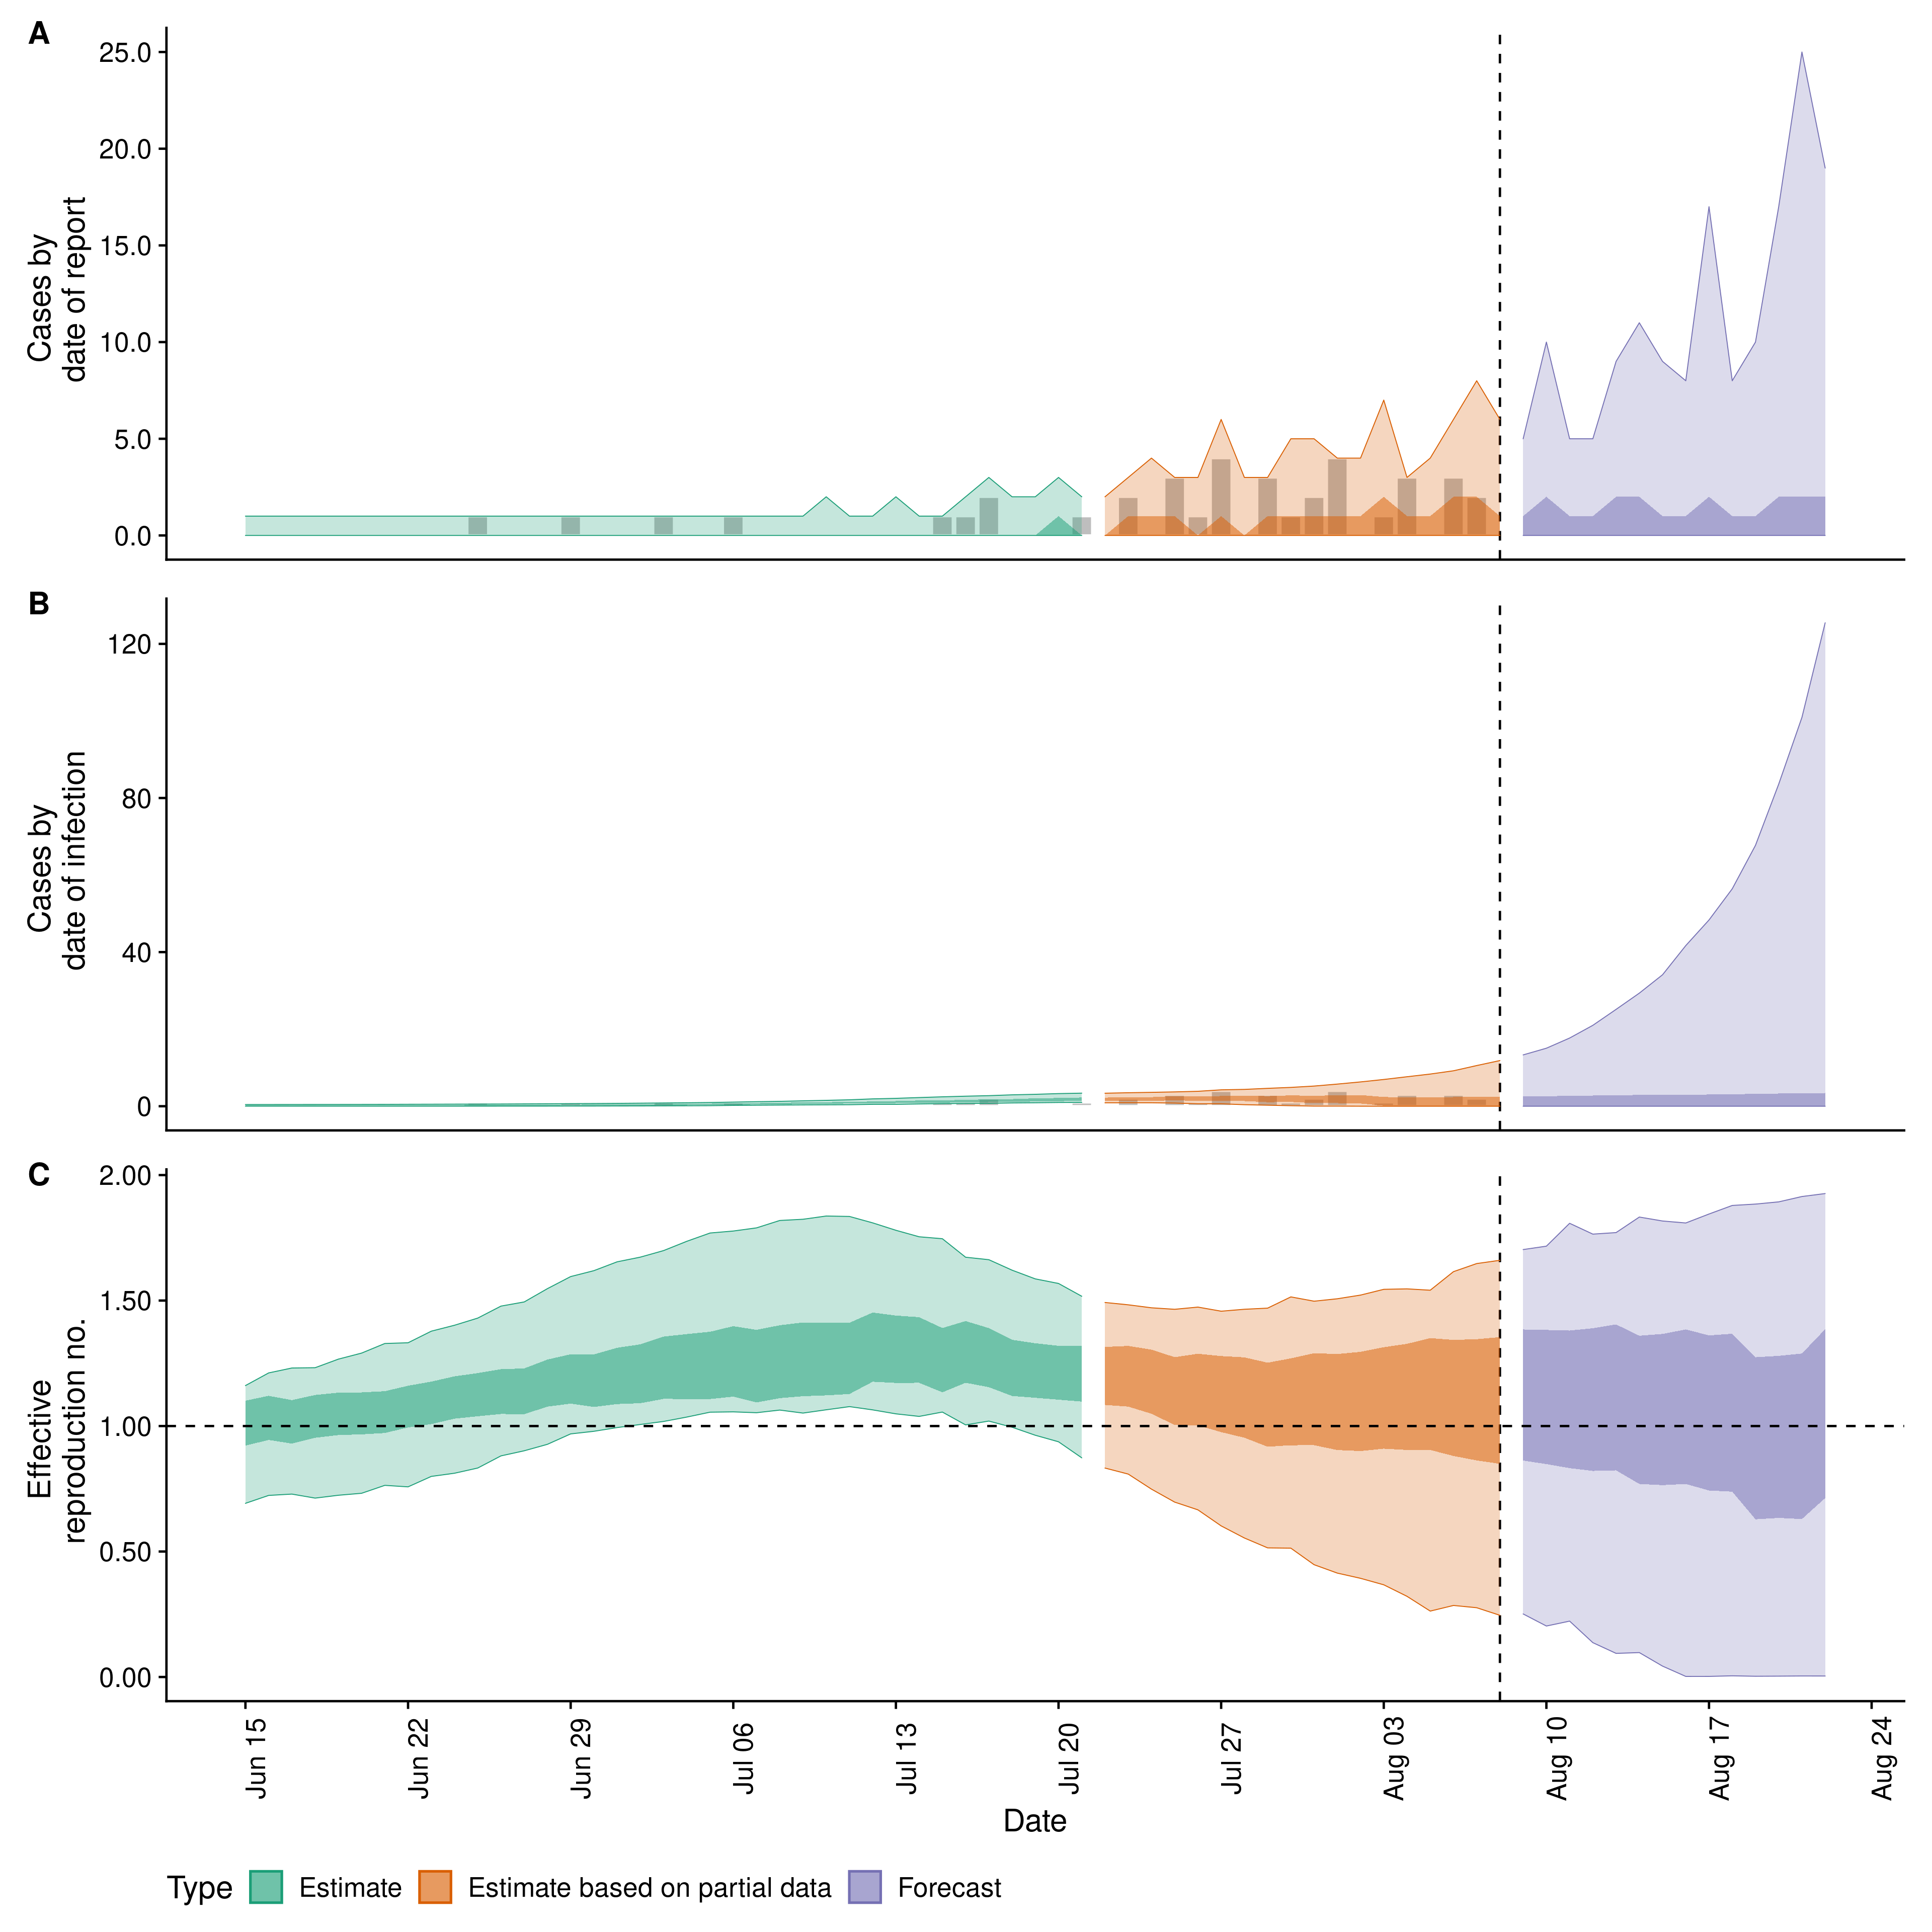 A
25.0
20.0
15.0
10.0
5.0
0.0
Cases by
date of report
B
120
80
40
0
Cases by
date of infection
C
2.00
1.50
1.00
0.50
0.00
Effective
reproduction no.
Jun 15
Jun 22
Jun 29
Jul 06
Jul 13
Jul 20
Jul 27
Aug 03
Aug 10
Aug 17
Aug 24
Date
Type Estimate Estimate based on partial data Forecast